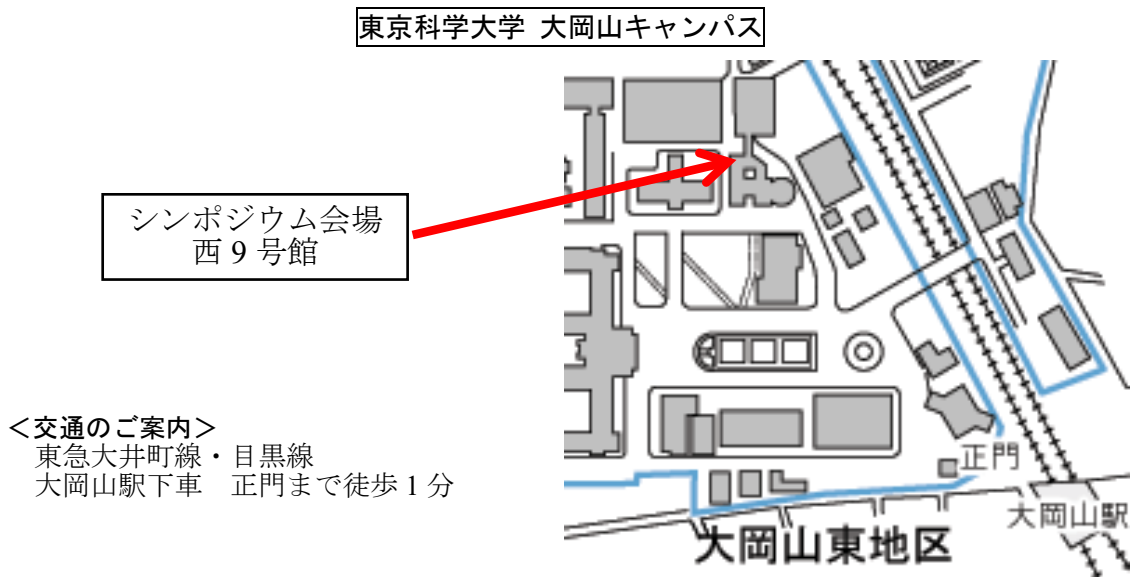 東京科学大学 大岡山キャンパス
シンポジウム会場
西 9 号館
＜交通のご案内＞
東急大井町線・目黒線
大岡山駅下車　正門まで徒歩 1 分
正門
大岡山駅
大岡山東地区